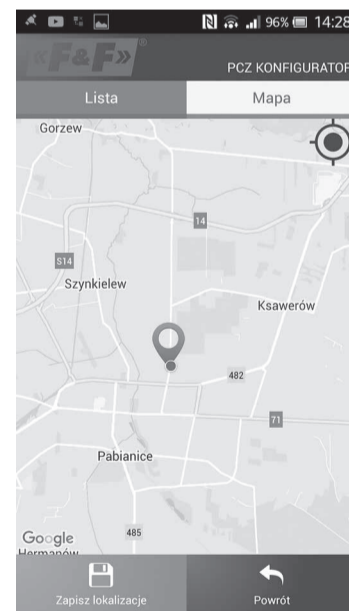 96% 14:28
«F&F»®
PCZ KONFIGURATOR
Lista Mapa
Gorzew
14
S14
Szynkielew
Ksawerów
482
71
Pabianice
Google
485
Hermanów
Zapisz lokalizacje Powrót